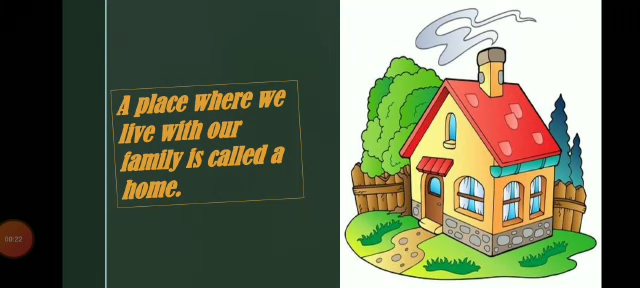 A place where we
live with our
family is called a
home.
00:22